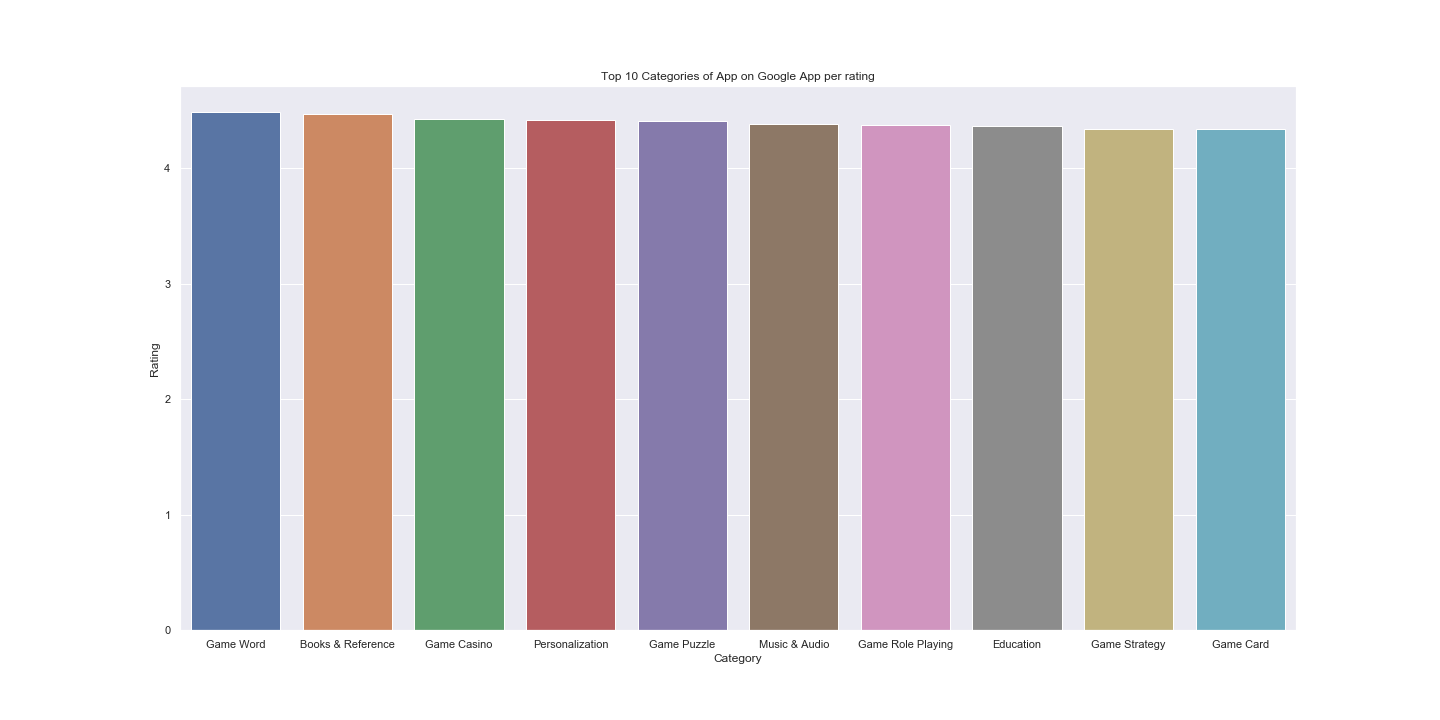 Top 10 Categories of App on Google App per rating
Rating
4
3
2
1
0
Game Word
Books & Reference
Game Casino
Personalization
Game Puzzle
Music & Audio
Game Role Playing
Education
Game Strategy
Game Card
Category